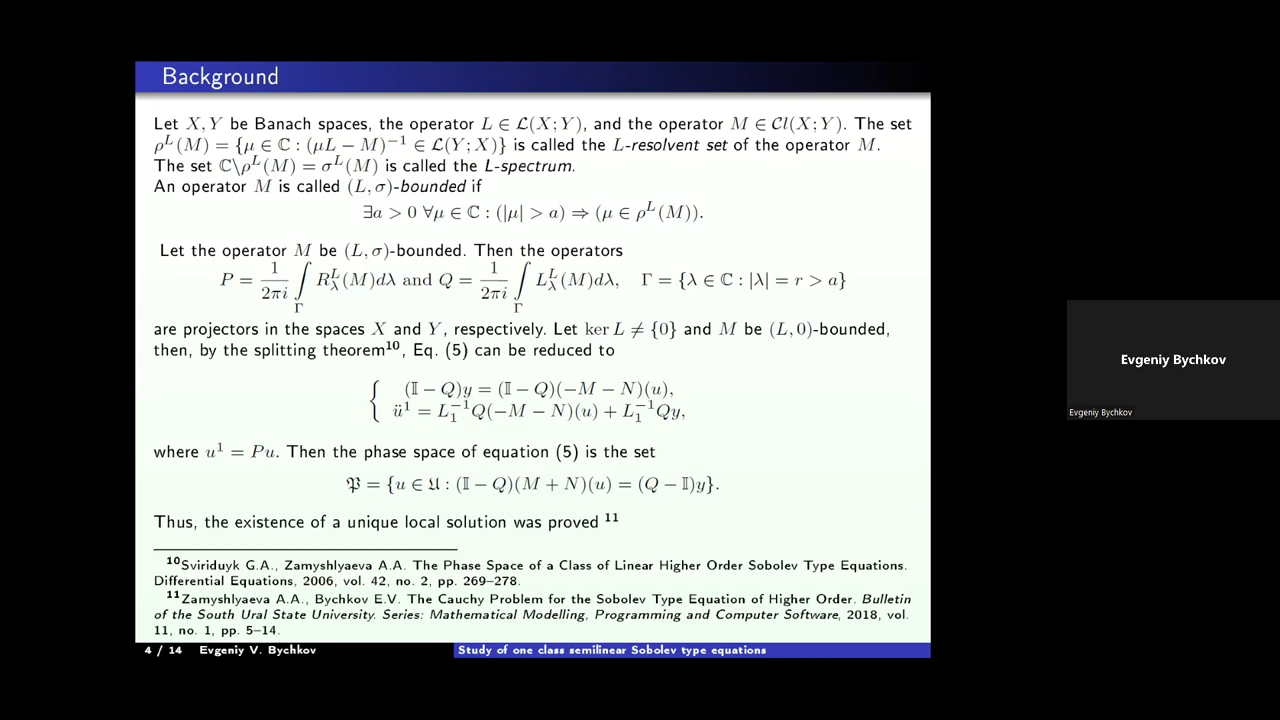 Background
Let X, Y be Banach spaces, the operator L ∈ ℒ(X; Y), and the operator M ∈ 𝒞l(X; Y). The set
ρ^L(M) = {μ ∈ ℂ : (μL − M)^{−1} ∈ ℒ(Y; X)} is called the L-resolvent set of the operator M.
The set ℂ\ρ^L(M) = σ^L(M) is called the L-spectrum.
An operator M is called (L, σ)-bounded if
∃a > 0 ∀μ ∈ ℂ : (|μ| > a) ⇒ (μ ∈ ρ^L(M)).
Let the operator M be (L, σ)-bounded. Then the operators
P = \frac{1}{2πi} ∫_Γ R_λ^L(M)dλ and Q = \frac{1}{2πi} ∫_Γ L_λ^L(M)dλ, Γ = {λ ∈ ℂ : |λ| = r > a}
are projectors in the spaces X and Y, respectively. Let ker L ≠ {0} and M be (L, 0)-bounded,
then, by the splitting theorem^10, Eq. (5) can be reduced to
{ (𝕀 − Q)y = (𝕀 − Q)(−M − N)(u),
ü^1 = L_1^{−1}Q(−M − N)(u) + L_1^{−1}Qy,
where u^1 = Pu. Then the phase space of equation (5) is the set
𝔓 = {u ∈ 𝔘 : (𝕀 − Q)(M + N)(u) = (Q − 𝕀)y}.
Thus, the existence of a unique local solution was proved ^11
^10Sviriduyk G.A., Zamyshlyaeva A.A. The Phase Space of a Class of Linear Higher Order Sobolev Type Equations.
Differential Equations, 2006, vol. 42, no. 2, pp. 269–278.
^11Zamyshlyaeva A.A., Bychkov E.V. The Cauchy Problem for the Sobolev Type Equation of Higher Order. Bulletin
of the South Ural State University. Series: Mathematical Modelling, Programming and Computer Software, 2018, vol.
11, no. 1, pp. 5–14.
4 / 14 Evgeniy V. Bychkov Study of one class semilinear Sobolev type equations
Evgeniy Bychkov
Evgeniy Bychkov